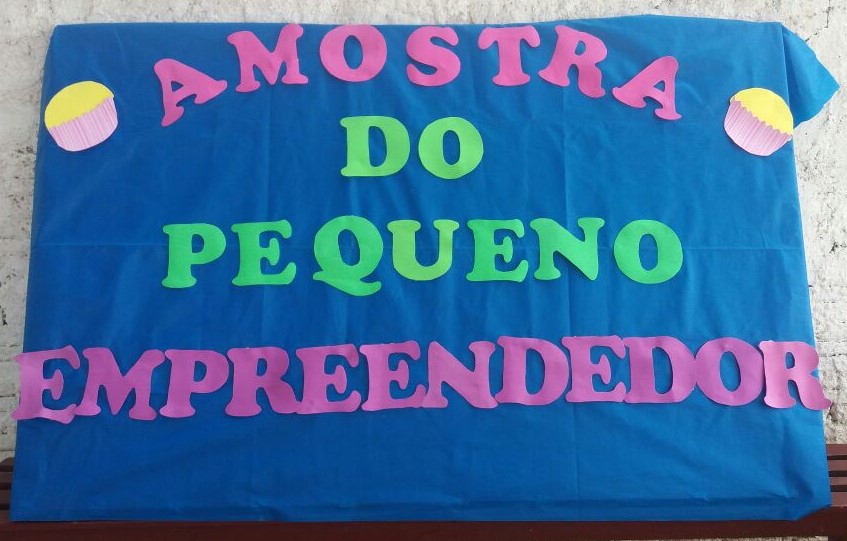 AMOSTRA
DO
PEQUENO
EMPREENDEDOR